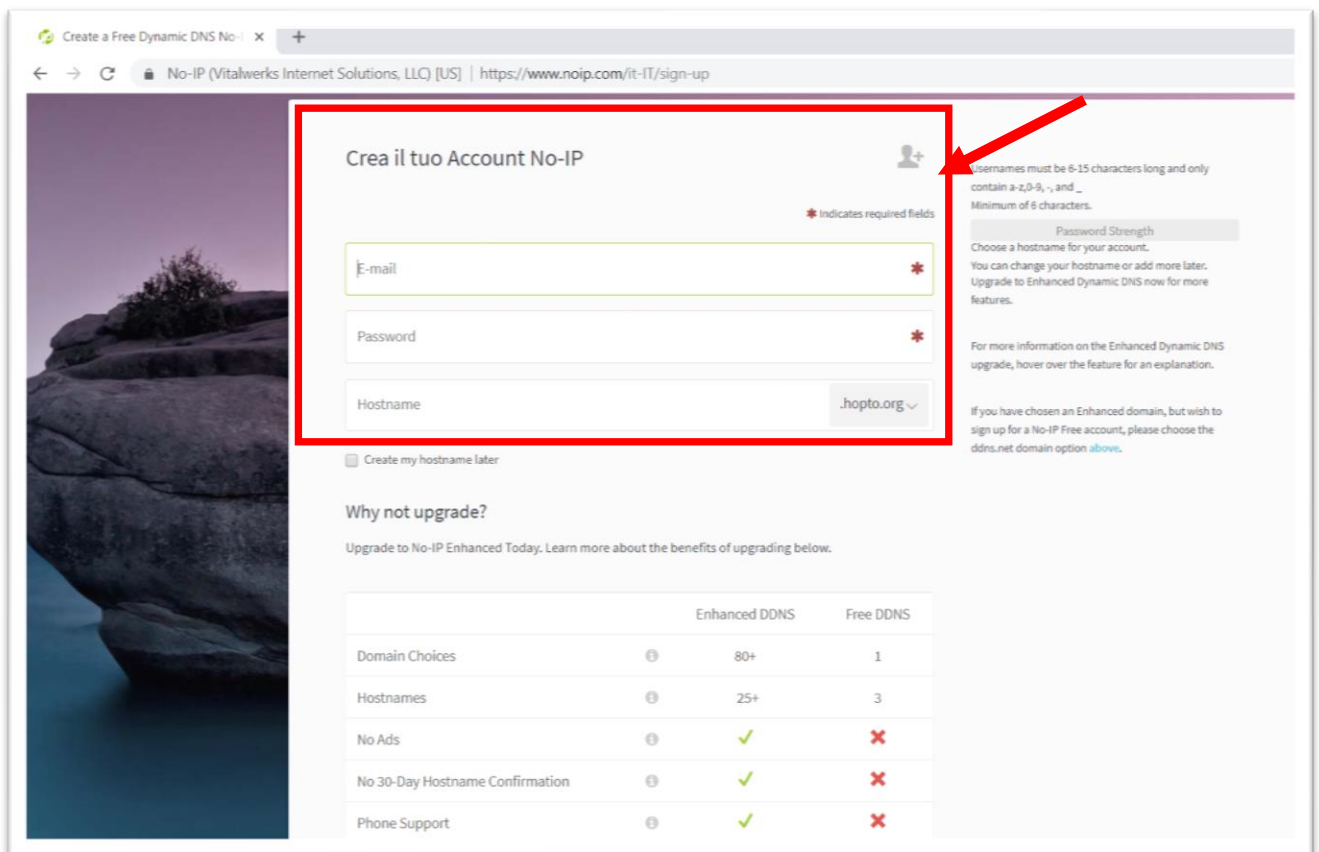 Create a Free Dynamic DNS No-I
No-IP (Vitalwerks Internet Solutions, LLC) [US] | https://www.noip.com/it-IT/sign-up
Crea il tuo Account No-IP
* Indicates required fields
E-mail *
Password *
Hostname .hopto.org
Create my hostname later
Why not upgrade?
Upgrade to No-IP Enhanced Today. Learn more about the benefits of upgrading below.
Enhanced DDNS Free DDNS
Domain Choices 80+ 1
Hostnames 25+ 3
No Ads
No 30-Day Hostname Confirmation
Phone Support
Usernames must be 6-15 characters long and only
contain a-z,0-9, -, and _
Minimum of 6 characters.
Password Strength
Choose a hostname for your account.
You can change your hostname or add more later.
Upgrade to Enhanced Dynamic DNS now for more
features.
For more information on the Enhanced Dynamic DNS
upgrade, hover over the feature for an explanation.
If you have chosen an Enhanced domain, but wish to
sign up for a No-IP Free account, please choose the
ddns.net domain option above.